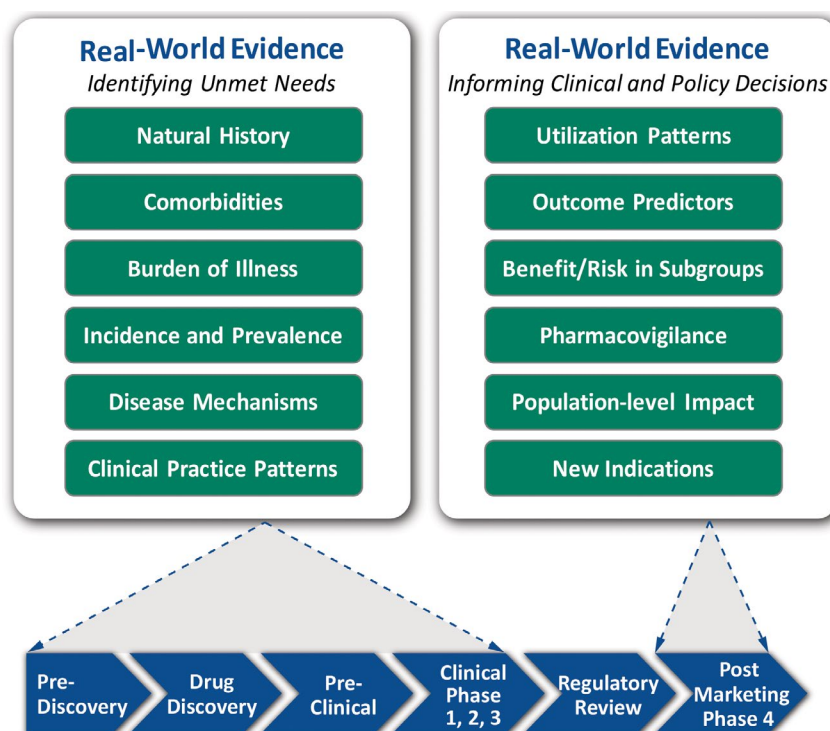 Real-World Evidence
Identifying Unmet Needs
Natural History
Comorbidities
Burden of Illness
Incidence and Prevalence
Disease Mechanisms
Clinical Practice Patterns
Real-World Evidence
Informing Clinical and Policy Decisions
Utilization Patterns
Outcome Predictors
Benefit/Risk in Subgroups
Pharmacovigilance
Population-level Impact
New Indications
Pre-
Discovery
Drug
Discovery
Pre-
Clinical
Clinical
Phase
1, 2, 3
Regulatory
Review
Post
Marketing
Phase 4